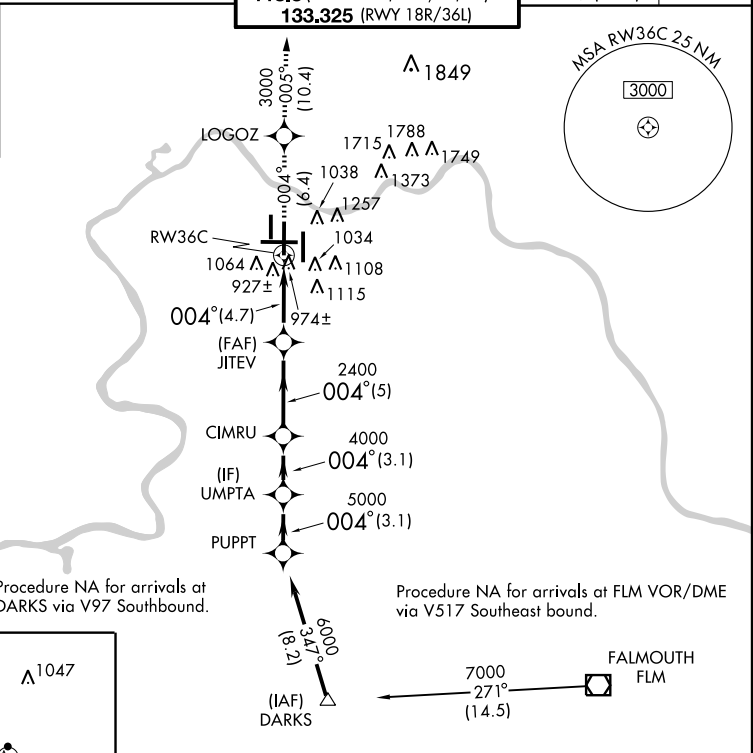 133.325 (RWY 18R/36L)
MSA RW36C 25 NM
3000
3000
005°
(10.4)
1849
LOGOZ
1715
1788
1749
1373
004°
(6.4)
1038
1257
RW36C
1034
1064
1108
927±
1115
974±
004°(4.7)
(FAF)
JITEV
2400
004°(5)
CIMRU
4000
004°(3.1)
(IF)
UMPTA
5000
004°(3.1)
PUPPT
Procedure NA for arrivals at
DARKS via V97 Southbound.
Procedure NA for arrivals at FLM VOR/DME
via V517 Southeast bound.
6000
347°
(8.2)
1047
(IAF)
DARKS
7000
271°
(14.5)
FALMOUTH
FLM